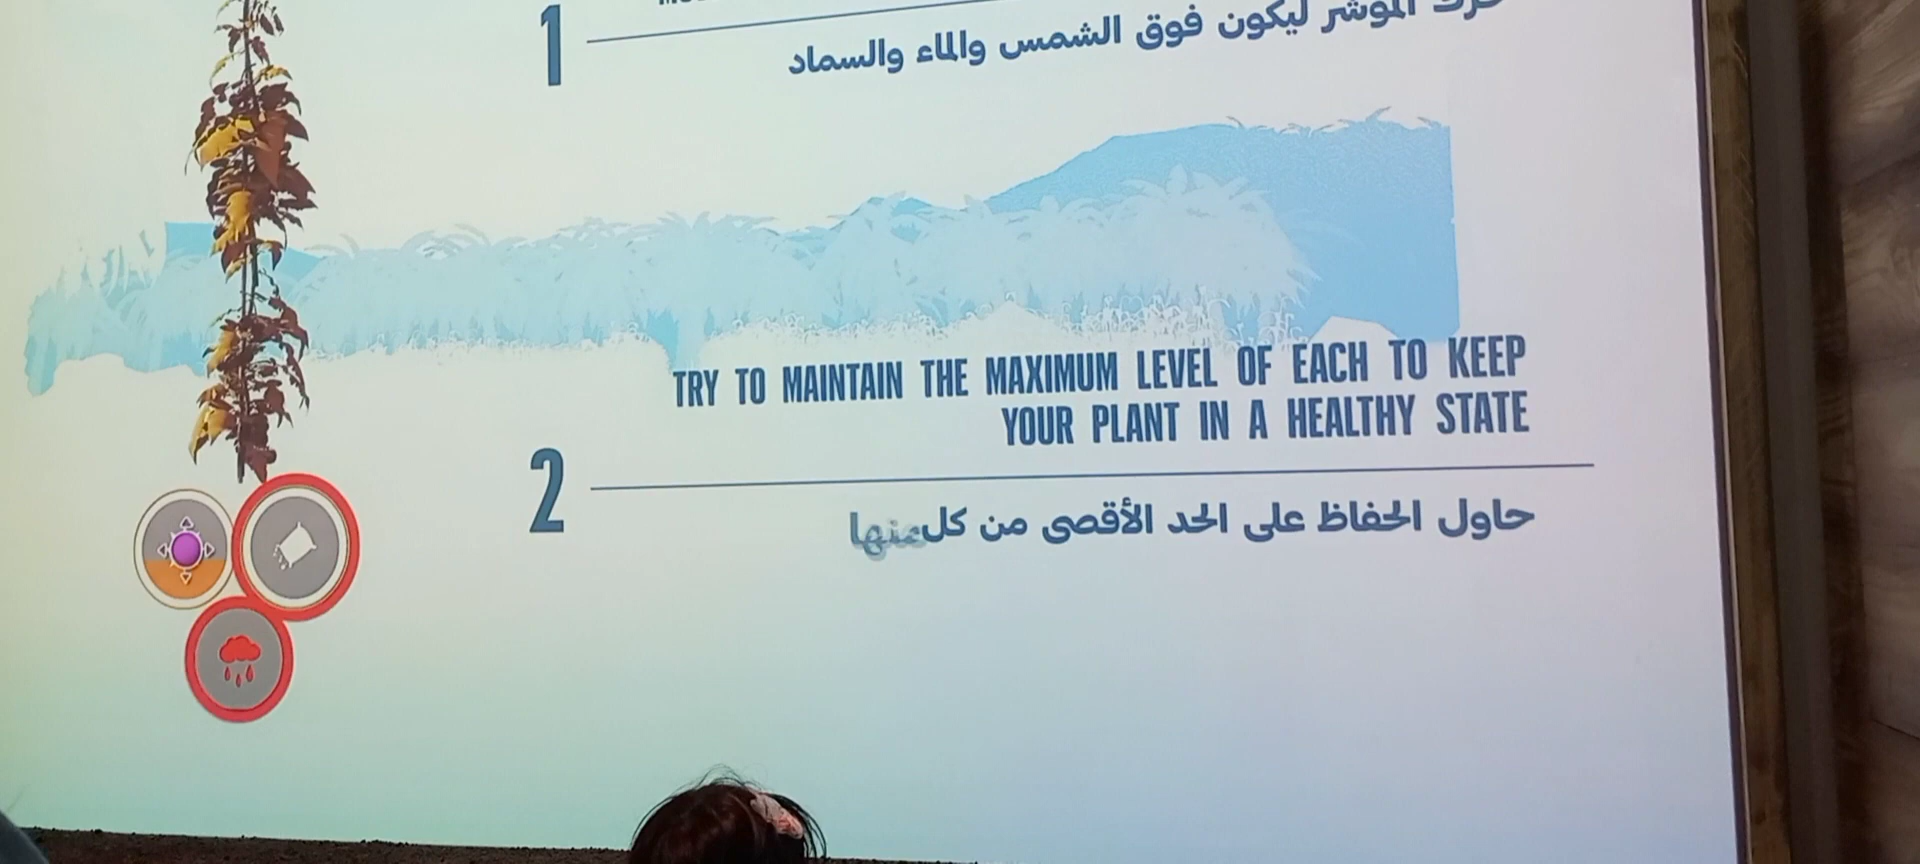 1
حرك المؤشر ليكون فوق الشمس والماء والسماد
TRY TO MAINTAIN THE MAXIMUM LEVEL OF EACH TO KEEP
YOUR PLANT IN A HEALTHY STATE
2
حاول الحفاظ على الحد الأقصى من كل منها